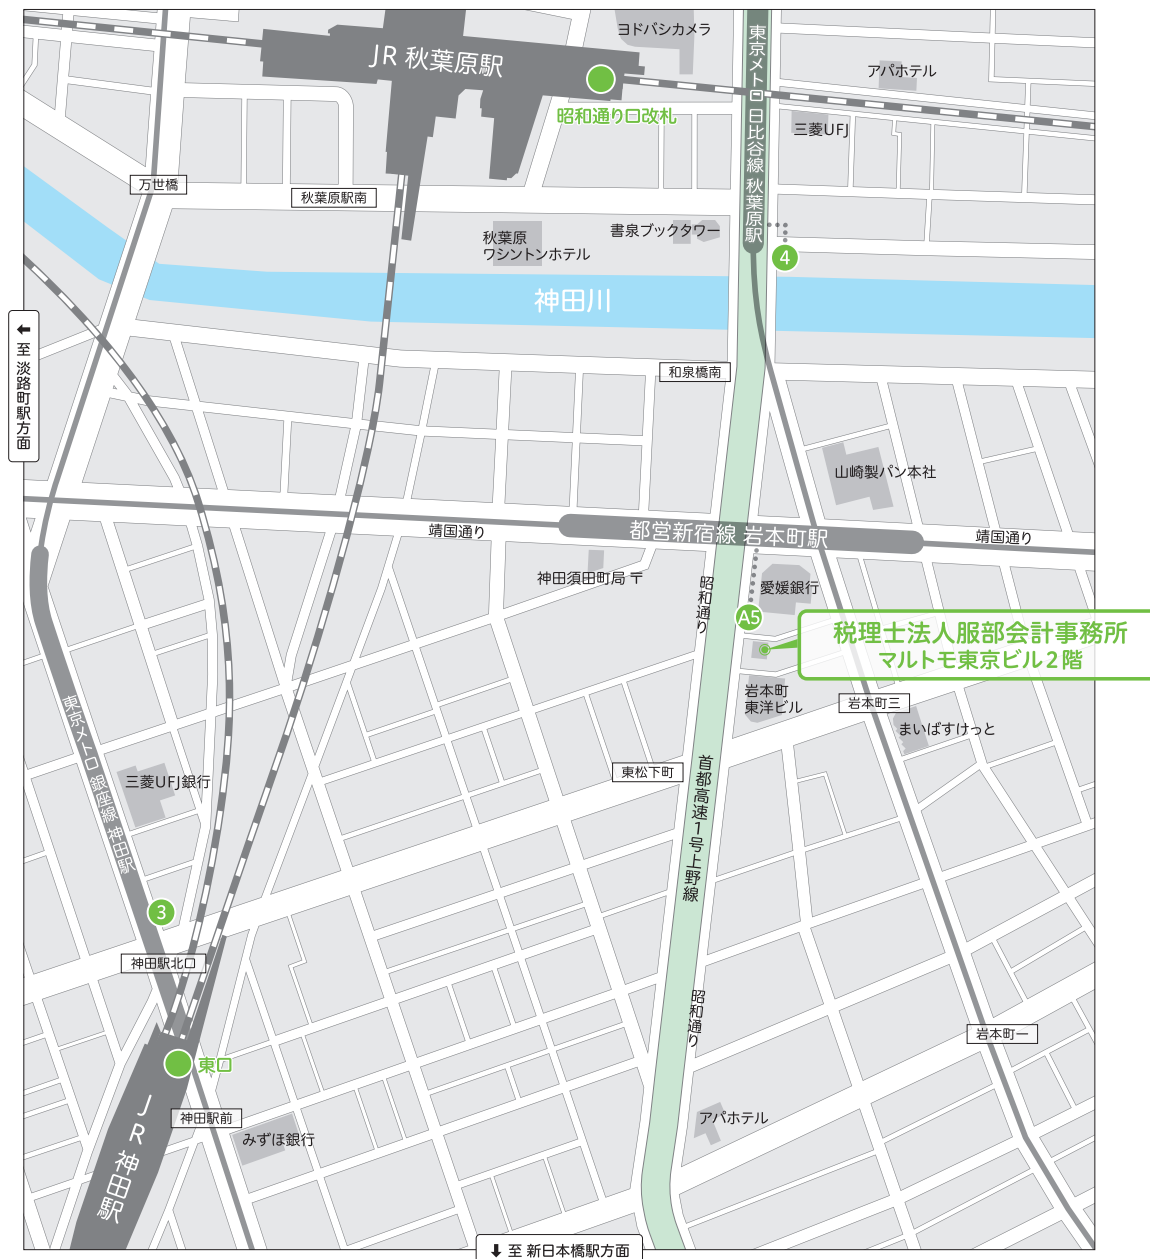 ヨドバシカメラ
JR 秋葉原駅
アパホテル
昭和通り口改札
三菱UFJ
東京メトロ 日比谷線 秋葉原駅
万世橋
秋葉原駅南
秋葉原
ワシントンホテル
書泉ブックタワー
4
神田川
← 至 淡路町駅方面
和泉橋南
山崎製パン本社
靖国通り
都営新宿線 岩本町駅
靖国通り
神田須田町局 〒
昭和通り
愛媛銀行
A5
税理士法人服部会計事務所
マルトモ東京ビル2階
岩本町
東洋ビル
岩本町三
まいばすけっと
東京メトロ 銀座線 神田駅
三菱UFJ銀行
東松下町
首都高速1号上野線
3
神田駅北口
昭和通り
岩本町一
東口
JR 神田駅
神田駅前
みずほ銀行
アパホテル
↓ 至 新日本橋駅方面